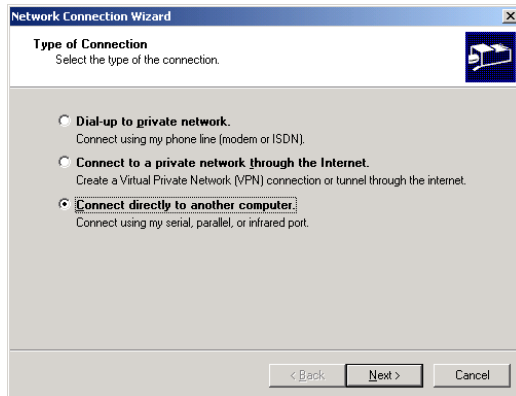 Network Connection Wizard
Type of Connection
Select the type of the connection.
Dial-up to private network.
Connect using my phone line (modem or ISDN).
Connect to a private network through the Internet.
Create a Virtual Private Network (VPN) connection or tunnel through the internet.
Connect directly to another computer.
Connect using my serial, parallel, or infrared port.
< Back Next > Cancel